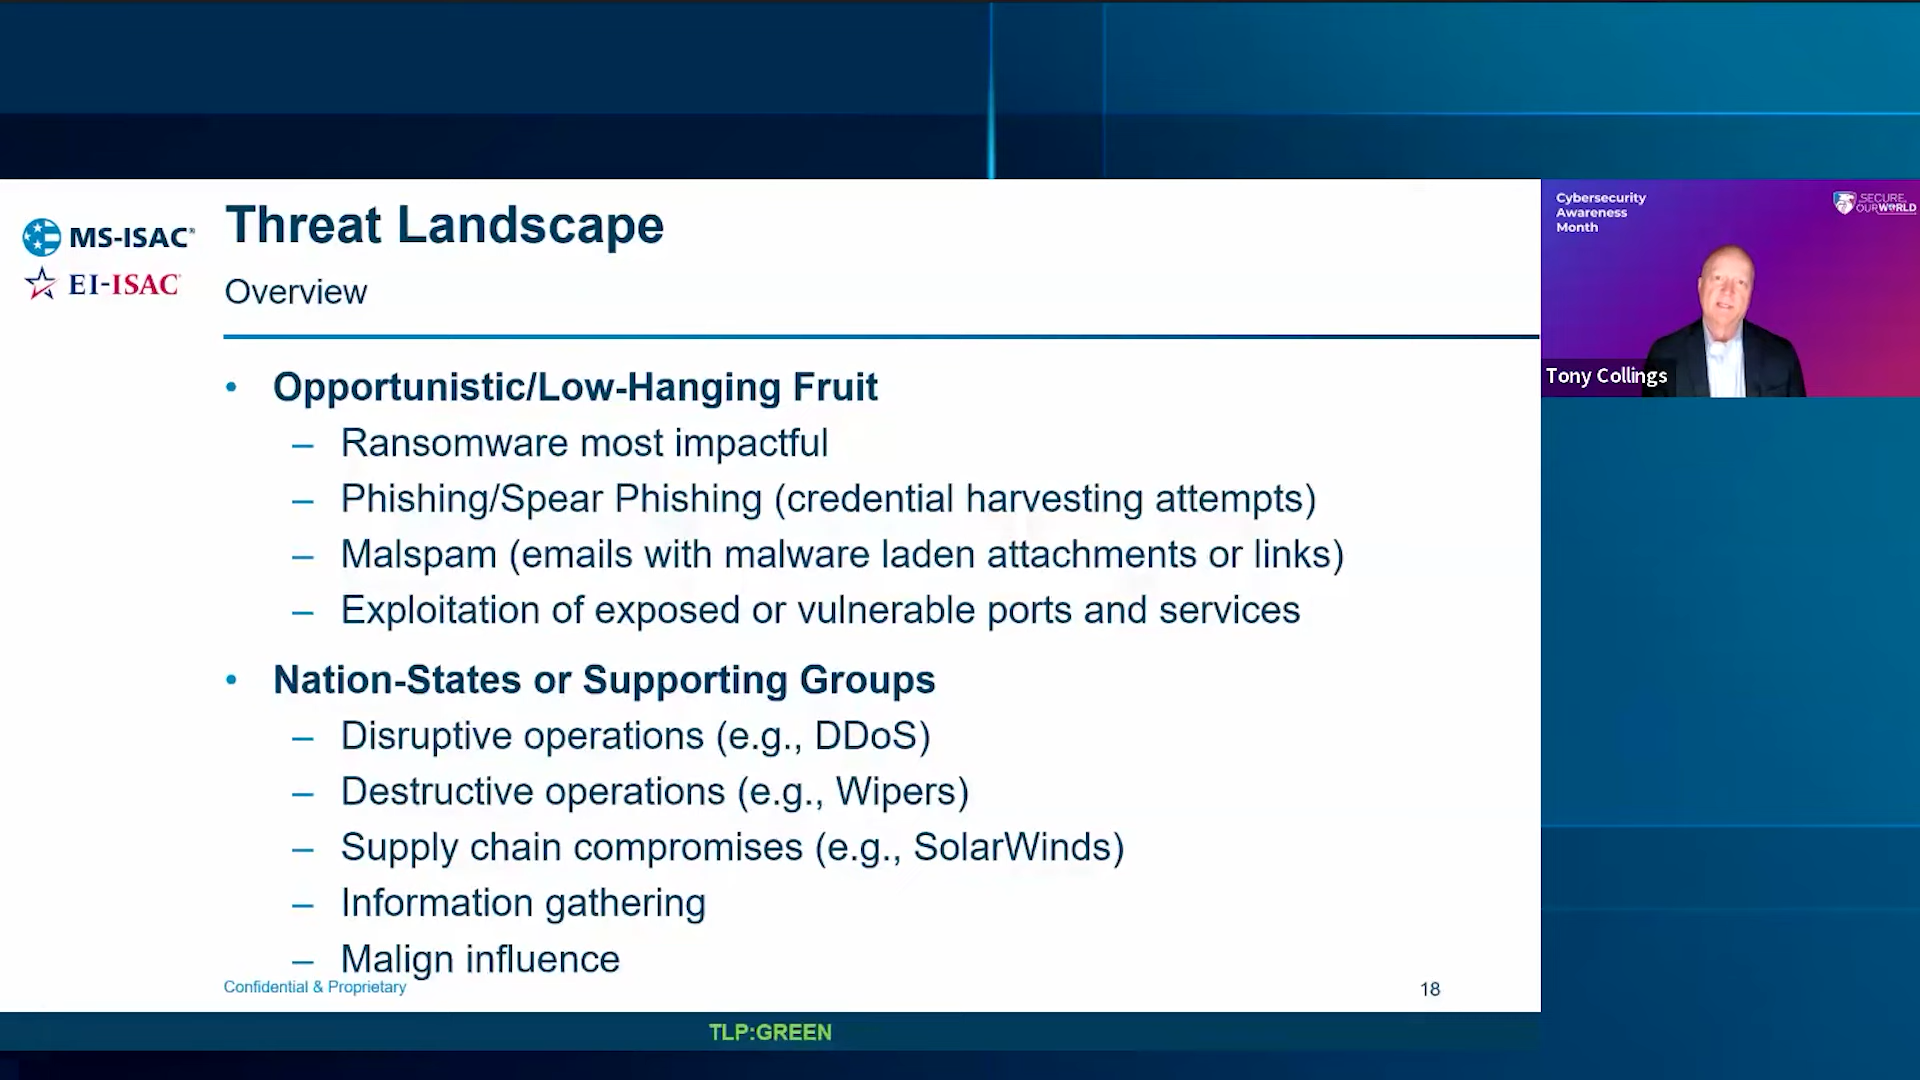 MS-ISAC®
EI-ISAC®
Threat Landscape
Overview
• Opportunistic/Low-Hanging Fruit
– Ransomware most impactful
– Phishing/Spear Phishing (credential harvesting attempts)
– Malspam (emails with malware laden attachments or links)
– Exploitation of exposed or vulnerable ports and services
• Nation-States or Supporting Groups
– Disruptive operations (e.g., DDoS)
– Destructive operations (e.g., Wipers)
– Supply chain compromises (e.g., SolarWinds)
– Information gathering
– Malign influence
Confidential & Proprietary
18
TLP:GREEN
Cybersecurity
Awareness
Month
SECURE
OUR WORLD
Tony Collings